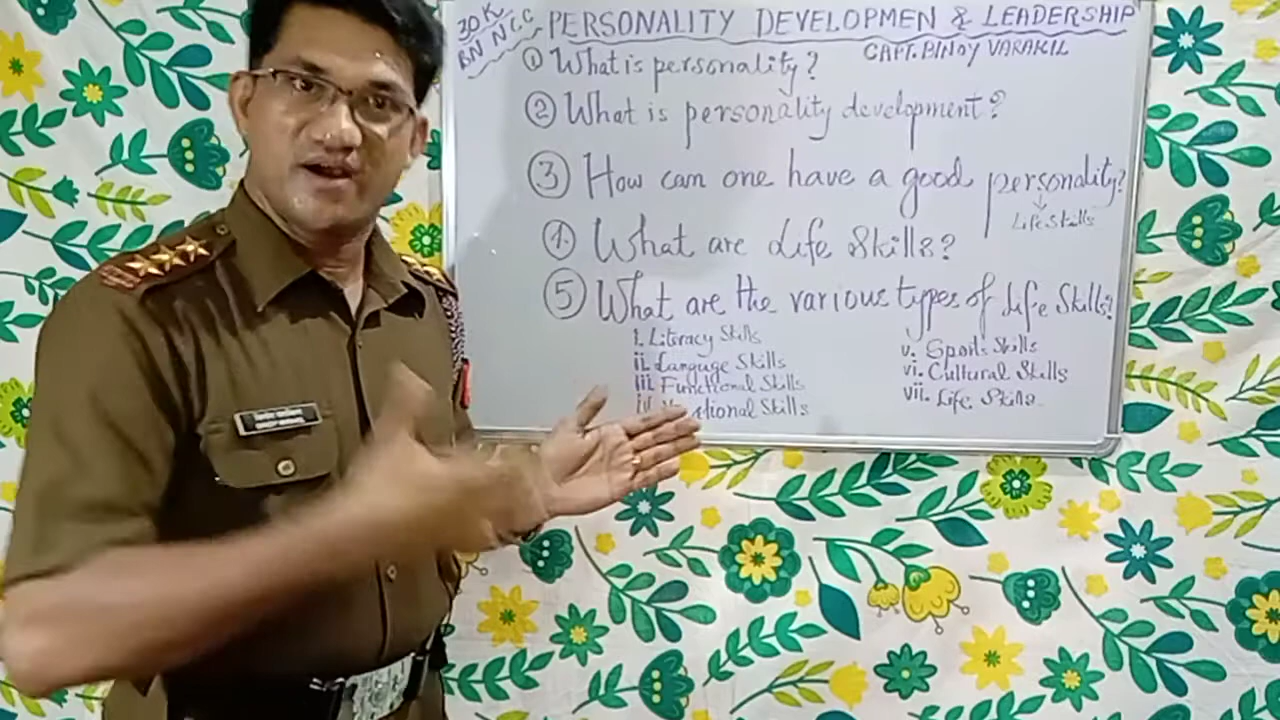 30 K
BN NCC
PERSONALITY DEVELOPMEN & LEADERSHIP
CAPT. BINOY VARAKIL
① What is personality?
② What is personality development?
③ How can one have a good personality?
↓
Life Skills
4. What are Life Skills?
⑤ What are the various types of Life Skills?
i. Literacy Skills
ii. Languge Skills
iii. Functional Skills
iv. tional Skills
v. Sports Skills
vi. Cultural Skills
vii. Life Skills